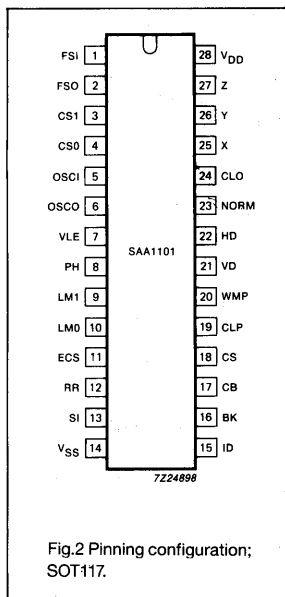 FSI 1 28 VDD
FSO 2 27 Z
CS1 3 26 Y
CS0 4 25 X
OSCI 5 24 CLO
OSCO 6 23 NORM
VLE 7 22 HD
SAA1101
PH 8 21 VD
LM1 9 20 WMP
LM0 10 19 CLP
ECS 11 18 CS
RR 12 17 CB
SI 13 16 BK
VSS 14 15 ID
7Z24898
Fig.2 Pinning configuration;
SOT117.